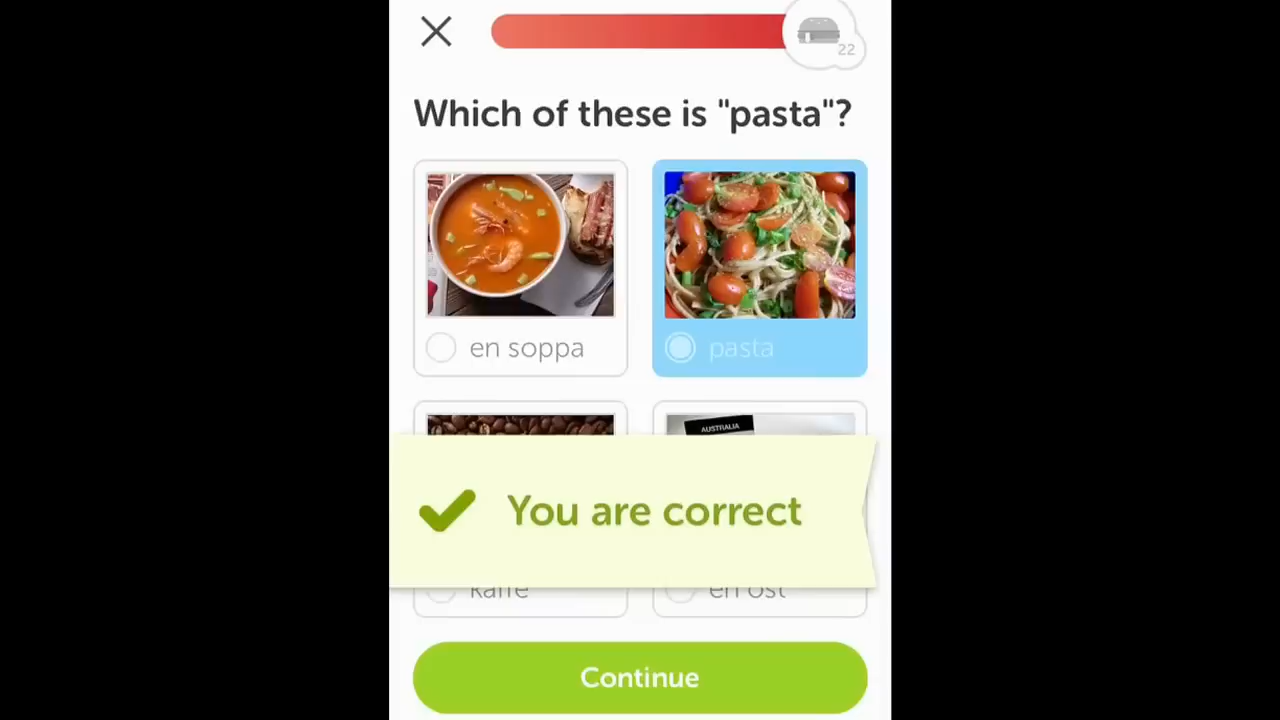 22
Which of these is "pasta"?
en soppa
pasta
AUSTRALIA
You are correct
kaffe
en ost
Continue